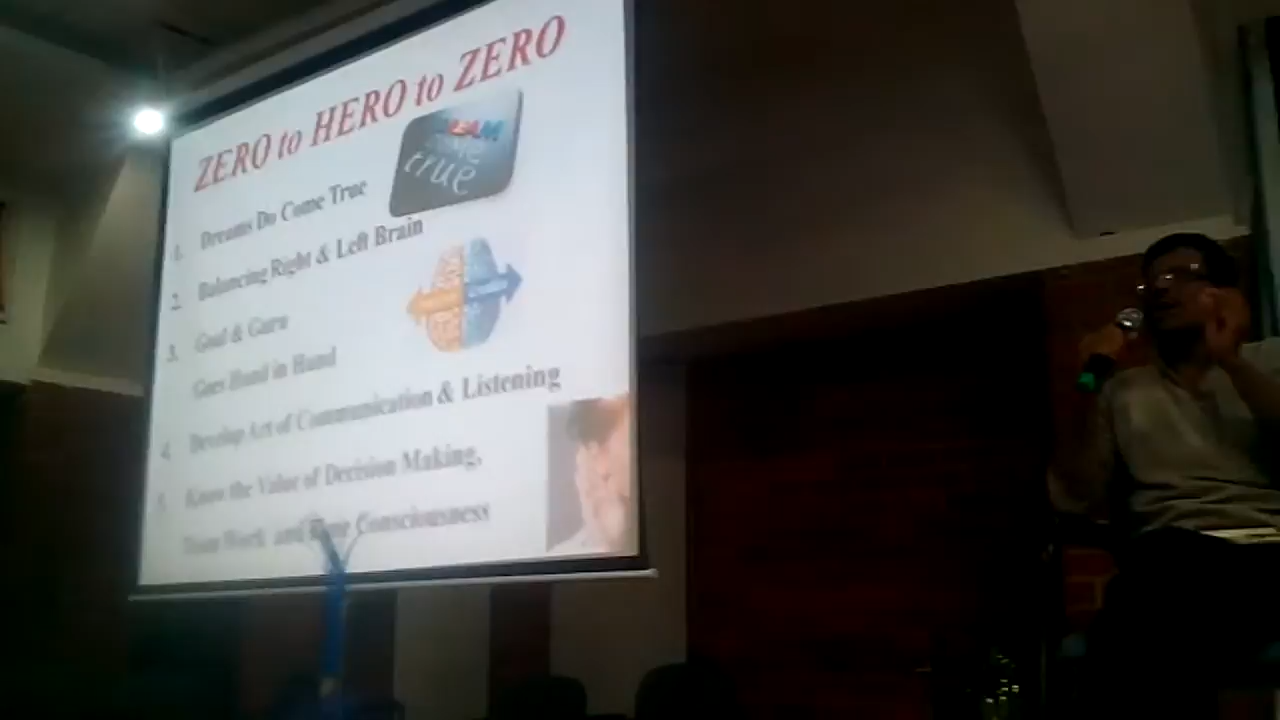 ZERO to HERO to ZERO
1. Dreams Do Come True
true
2. Balancing Right & Left Brain
3. Goal & Guru
Goes Hand in Hand
4. Develop Art of Communication & Listening
5. Know the Value of Decision Making,
Team Work and Time Consciousness